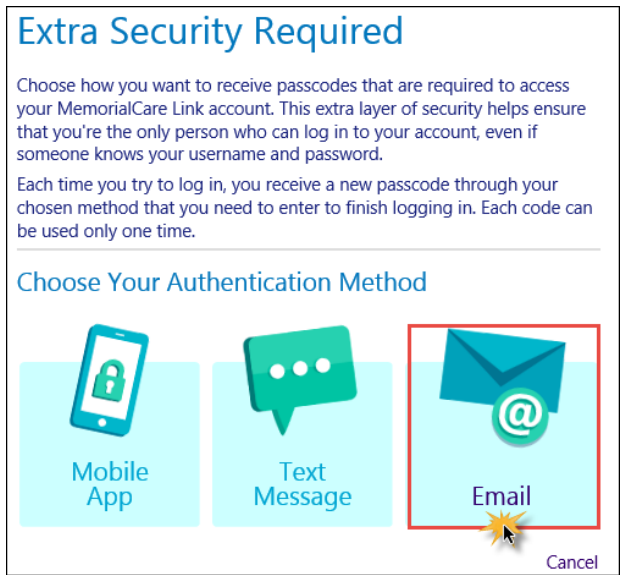 Extra Security Required
Choose how you want to receive passcodes that are required to access
your MemorialCare Link account. This extra layer of security helps ensure
that you're the only person who can log in to your account, even if
someone knows your username and password.
Each time you try to log in, you receive a new passcode through your
chosen method that you need to enter to finish logging in. Each code can
be used only one time.
Choose Your Authentication Method
@
Mobile
App
Text
Message
Email
Cancel